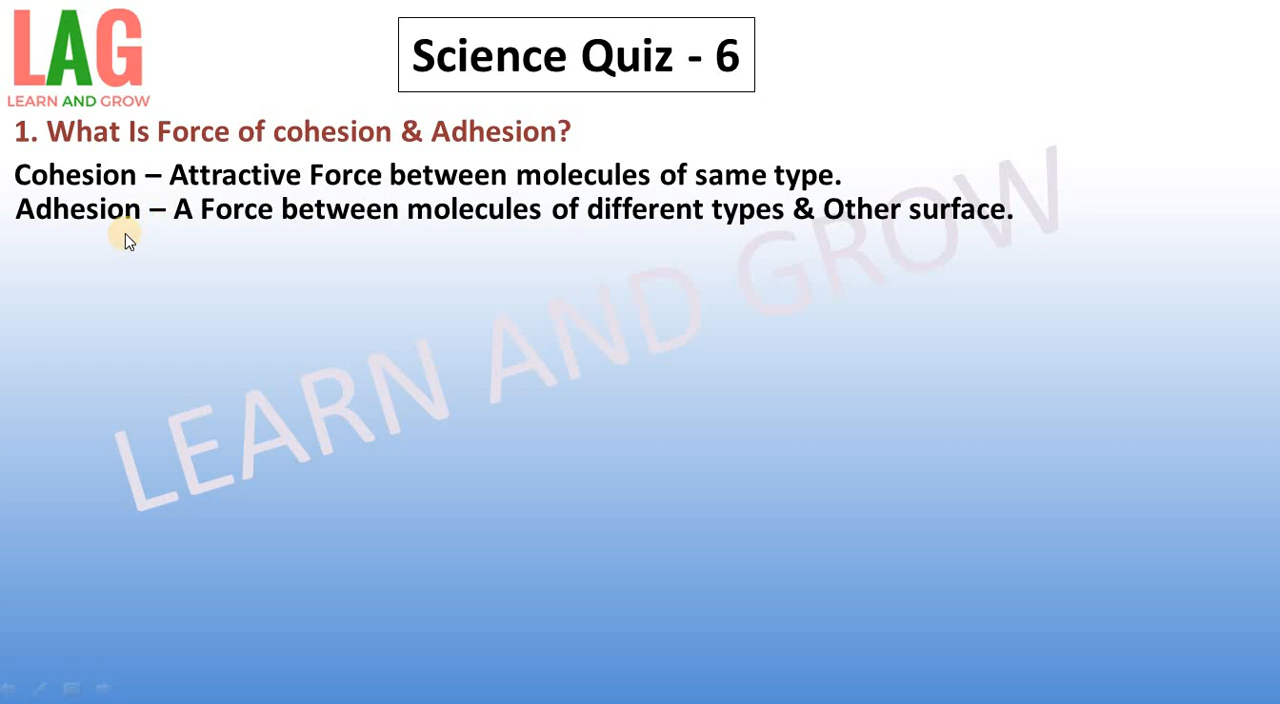 LAG
LEARN AND GROW
Science Quiz - 6
1. What Is Force of cohesion & Adhesion?
Cohesion – Attractive Force between molecules of same type.
Adhesion – A Force between molecules of different types & Other surface.
LEARN AND GROW